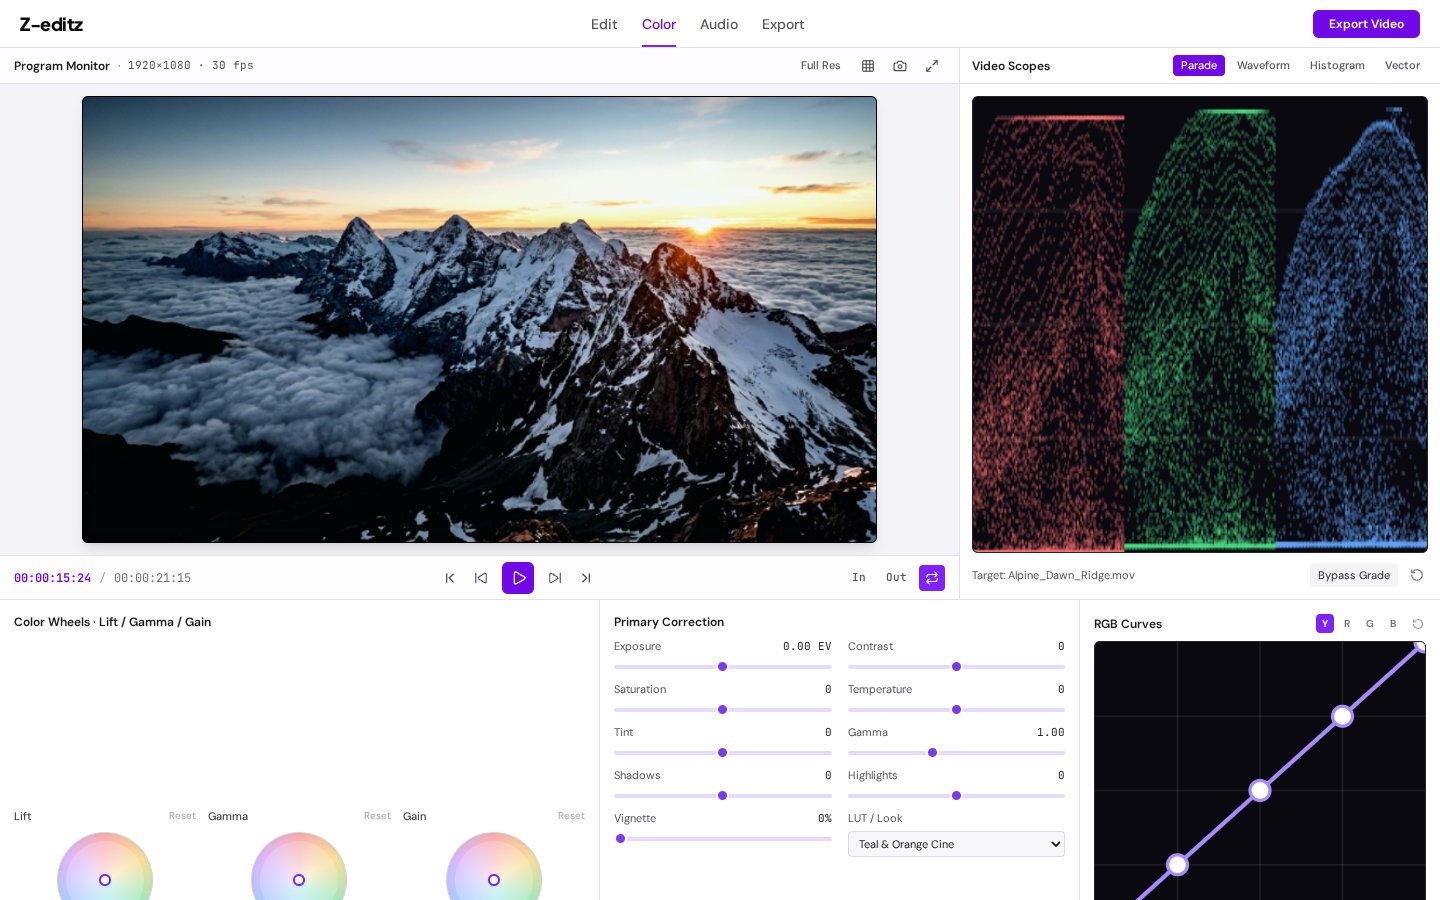 Z-editz
Edit Color Audio Export
Export Video
Program Monitor · 1920×1080 · 30 fps
Full Res
Video Scopes
Parade Waveform Histogram Vector
00:00:15:24 / 00:00:21:15
In Out
Target: Alpine_Dawn_Ridge.mov
Bypass Grade
Color Wheels · Lift / Gamma / Gain
Lift Reset Gamma Reset Gain Reset
Primary Correction
Exposure 0.00 EV
Contrast 0
Saturation 0
Temperature 0
Tint 0
Gamma 1.00
Shadows 0
Highlights 0
Vignette 0%
LUT / Look
Teal & Orange Cine
RGB Curves
Y R G B